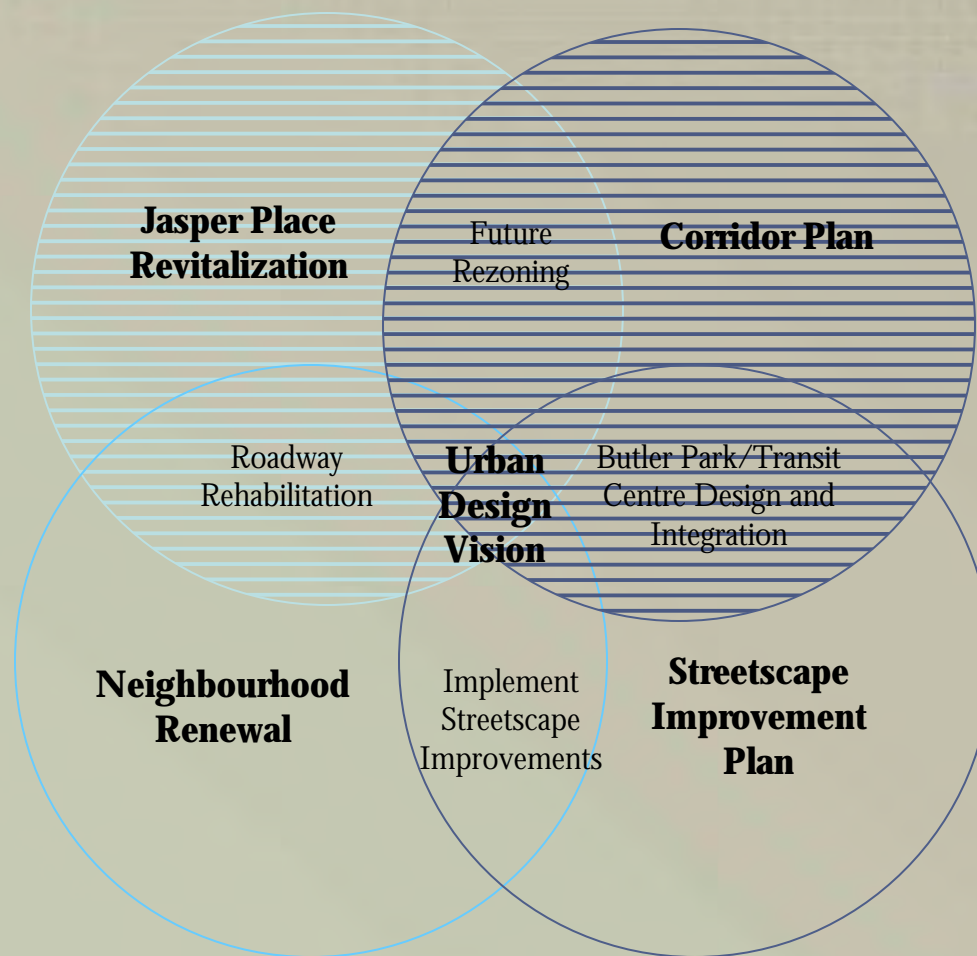 Jasper Place
Revitalization
Future
Rezoning
Corridor Plan
Roadway
Rehabilitation
Urban
Design
Vision
Butler Park/Transit
Centre Design and
Integration
Neighbourhood
Renewal
Implement
Streetscape
Improvements
Streetscape
Improvement
Plan